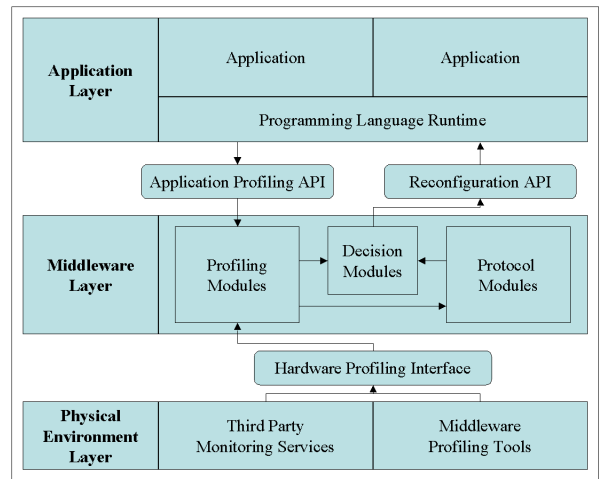 Application
Layer
Application
Application
Programming Language Runtime
Application Profiling API
Reconfiguration API
Middleware
Layer
Profiling
Modules
Decision
Modules
Protocol
Modules
Hardware Profiling Interface
Physical
Environment
Layer
Third Party
Monitoring Services
Middleware
Profiling Tools